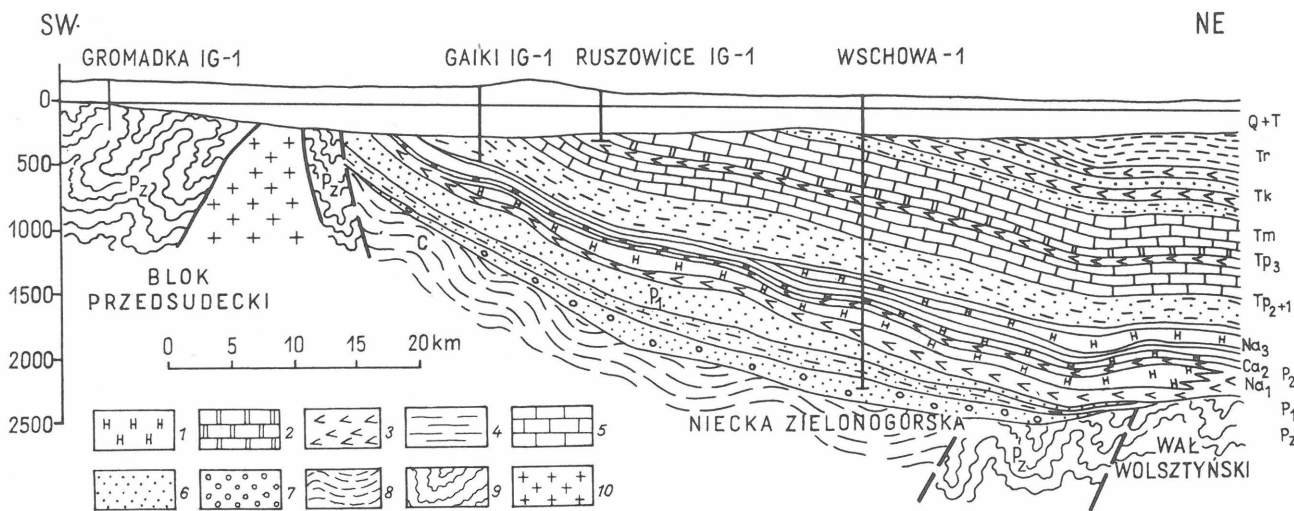 SW.
NE
GROMADKA IG-1
GAIKI IG-1
RUSZOWICE IG-1
WSCHOWA-1
0
500
1000
1500
2000
2500
Q+T
Tr
Tk
Tm
Tp3
Tp2+1
Na3
Ca2
Na1
P2
P1
Pz
Pz
Pz
C
P1
Pz
BLOK
PRZEDSUDECKI
0 5 10 15 20 km
NIECKA ZIELONOGÓRSKA
WAŁ
WOLSZTYŃSKI
H H
H H H
1
2
3
4
5
6
7
8
9
10